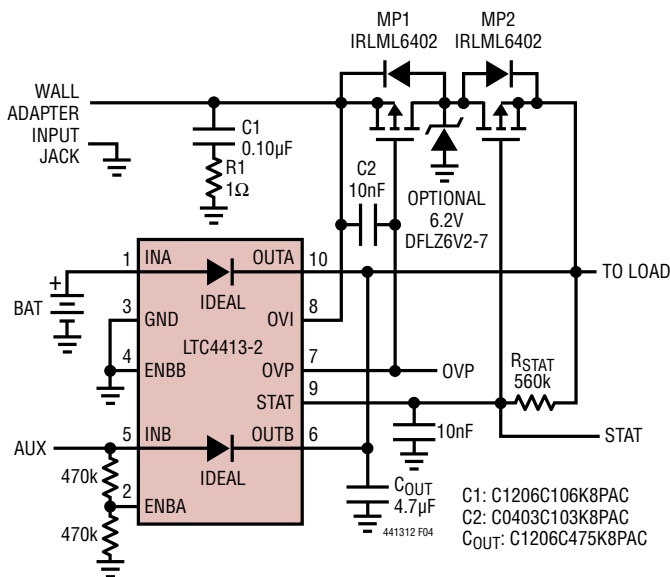 MP1
IRLML6402
MP2
IRLML6402
WALL
ADAPTER
INPUT
JACK
C1
0.10µF
R1
1Ω
C2
10nF
OPTIONAL
6.2V
DFLZ6V2-7
1
INA
OUTA
10
IDEAL
TO LOAD
+
BAT
3
GND
OVI
8
LTC4413-2
4
ENBB
OVP
7
OVP
STAT
9
RSTAT
560k
STAT
AUX
5
INB
OUTB
6
10nF
IDEAL
470k
2
ENBA
470k
COUT
4.7µF
441312 F04
C1: C1206C106K8PAC
C2: C0403C103K8PAC
COUT: C1206C475K8PAC